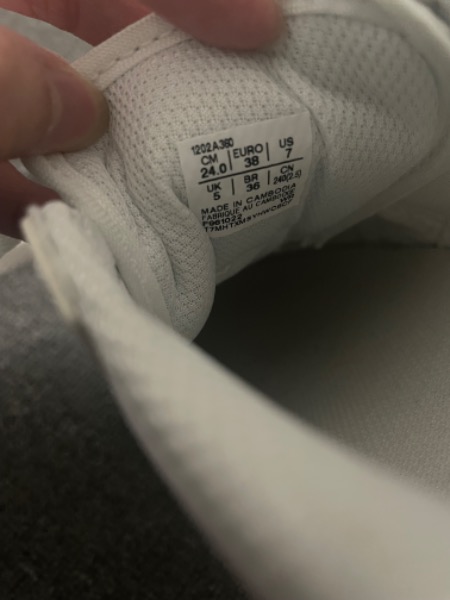 1202A360
CM EURO US
24.0 38 7
UK BR CN
5 36 240(2.5)
MADE IN CAMBODIA
FABRIQUÉ AU CAMBODGE